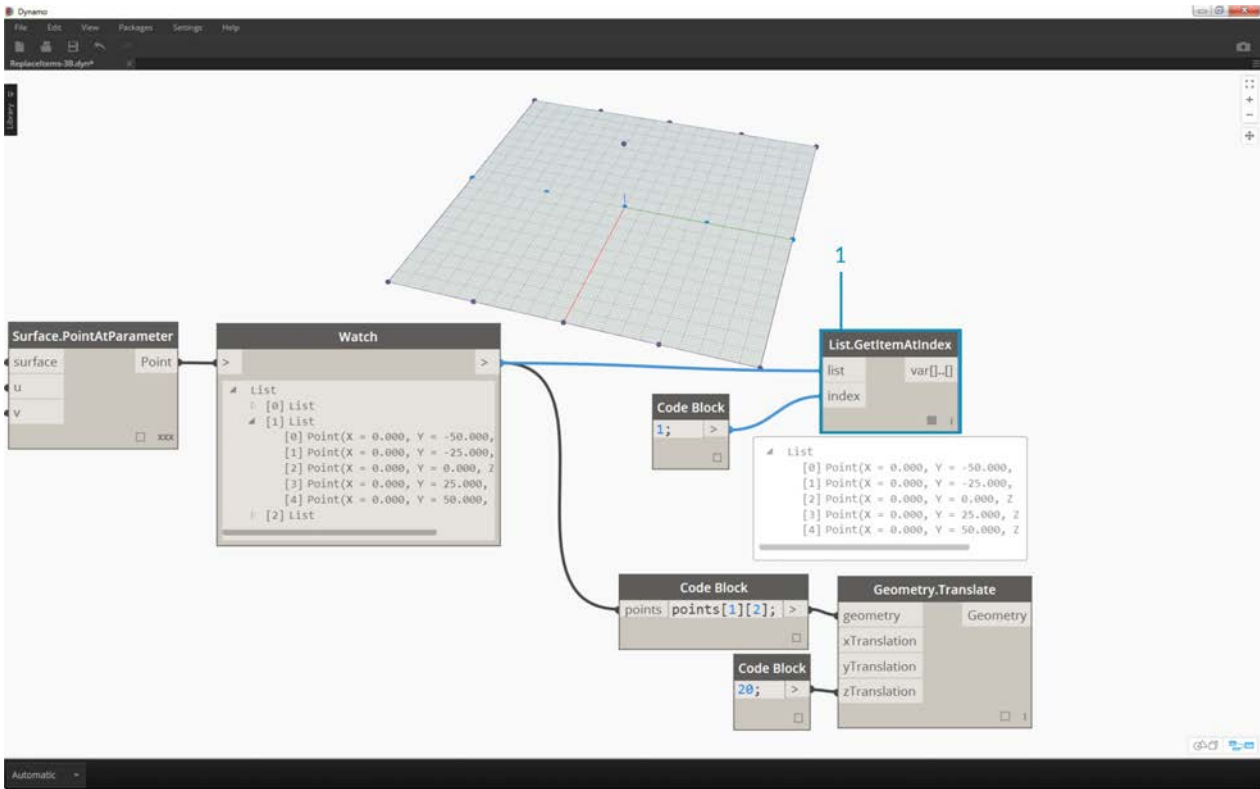 Dynamo
File Edit View Packages Settings Help
ReplaceItems-3B.dyn*
Library
1
Surface.PointAtParameter
surface Point
u
v
xxx
Watch
> >
List
[0] List
[1] List
[0] Point(X = 0.000, Y = -50.000,
[1] Point(X = 0.000, Y = -25.000,
[2] Point(X = 0.000, Y = 0.000, Z
[3] Point(X = 0.000, Y = 25.000,
[4] Point(X = 0.000, Y = 50.000,
[2] List
List.GetItemAtIndex
list var[]..[]
index
l
Code Block
1; >
List
[0] Point(X = 0.000, Y = -50.000,
[1] Point(X = 0.000, Y = -25.000,
[2] Point(X = 0.000, Y = 0.000, Z
[3] Point(X = 0.000, Y = 25.000, Z
[4] Point(X = 0.000, Y = 50.000, Z
Code Block
points points[1][2]; >
Geometry.Translate
geometry Geometry
xTranslation
yTranslation
zTranslation
l
Code Block
20; >
Automatic